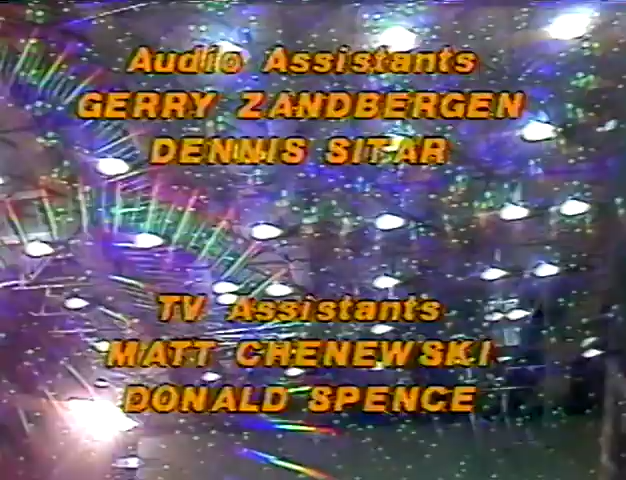 Audio Assistants
GERRY ZANDBERGEN
DENNIS SITAR
TV Assistants
MATT CHENEWSKI
DONALD SPENCE